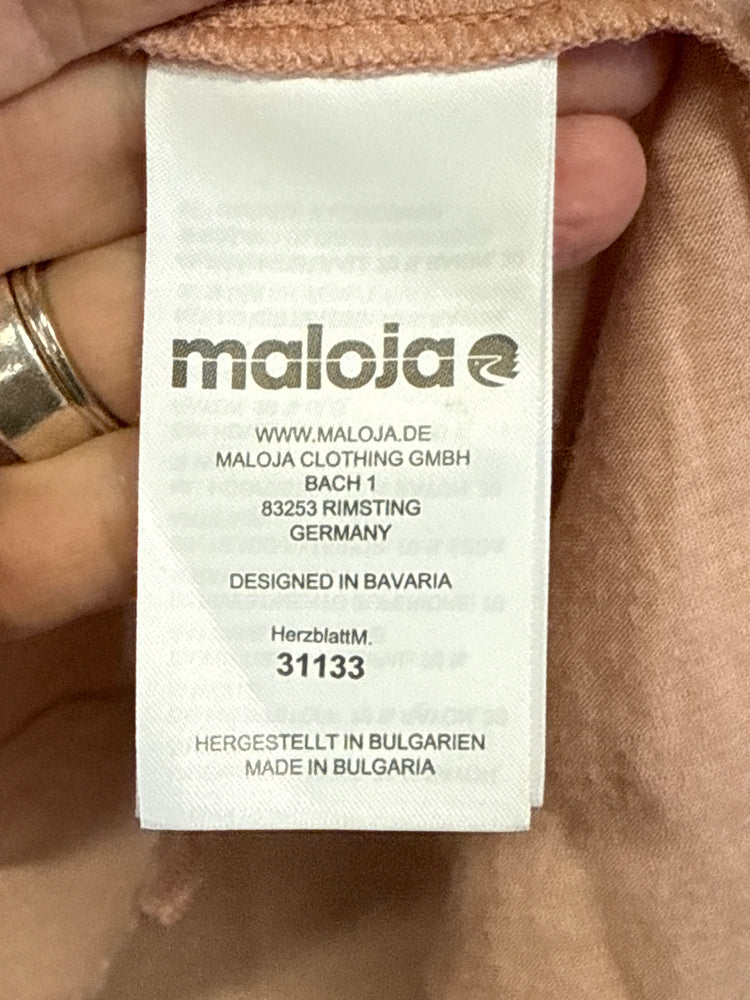 maloja
WWW.MALOJA.DE
MALOJA CLOTHING GMBH
BACH 1
83253 RIMSTING
GERMANY
DESIGNED IN BAVARIA
HerzblattM.
31133
HERGESTELLT IN BULGARIEN
MADE IN BULGARIA